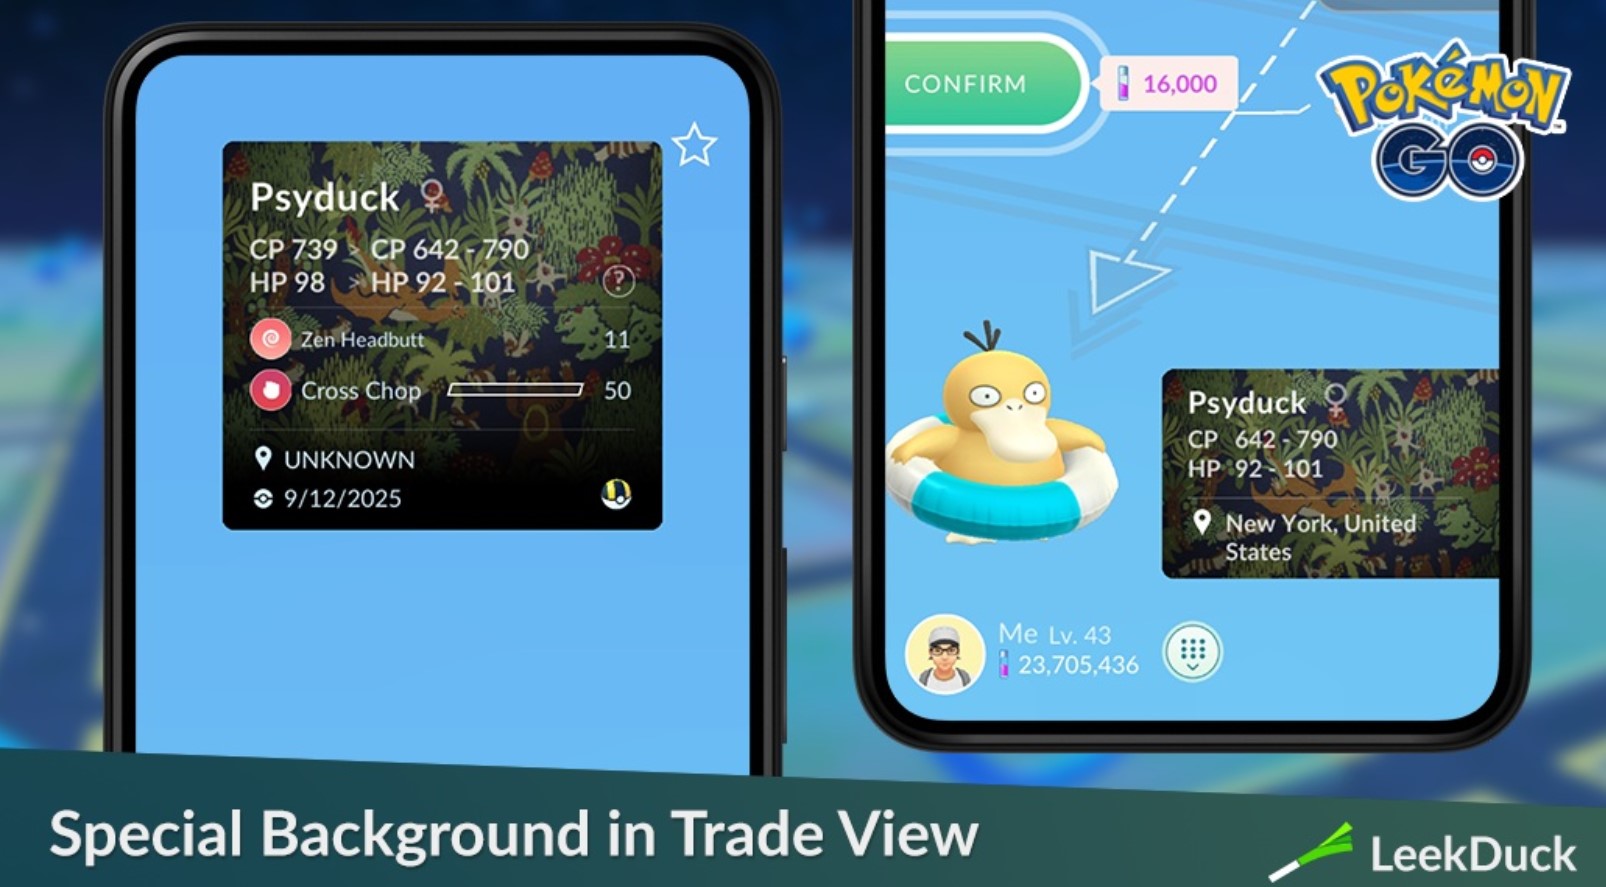 Psyduck ♀
CP 739 > CP 642 - 790
HP 98 > HP 92 - 101
?
Zen Headbutt 11
Cross Chop 50
UNKNOWN
9/12/2025
CONFIRM
16,000
POKéMON
GO
Psyduck ♀
CP 642 - 790
HP 92 - 101
New York, United
States
Me Lv. 43
23,705,436
Special Background in Trade View
LeekDuck